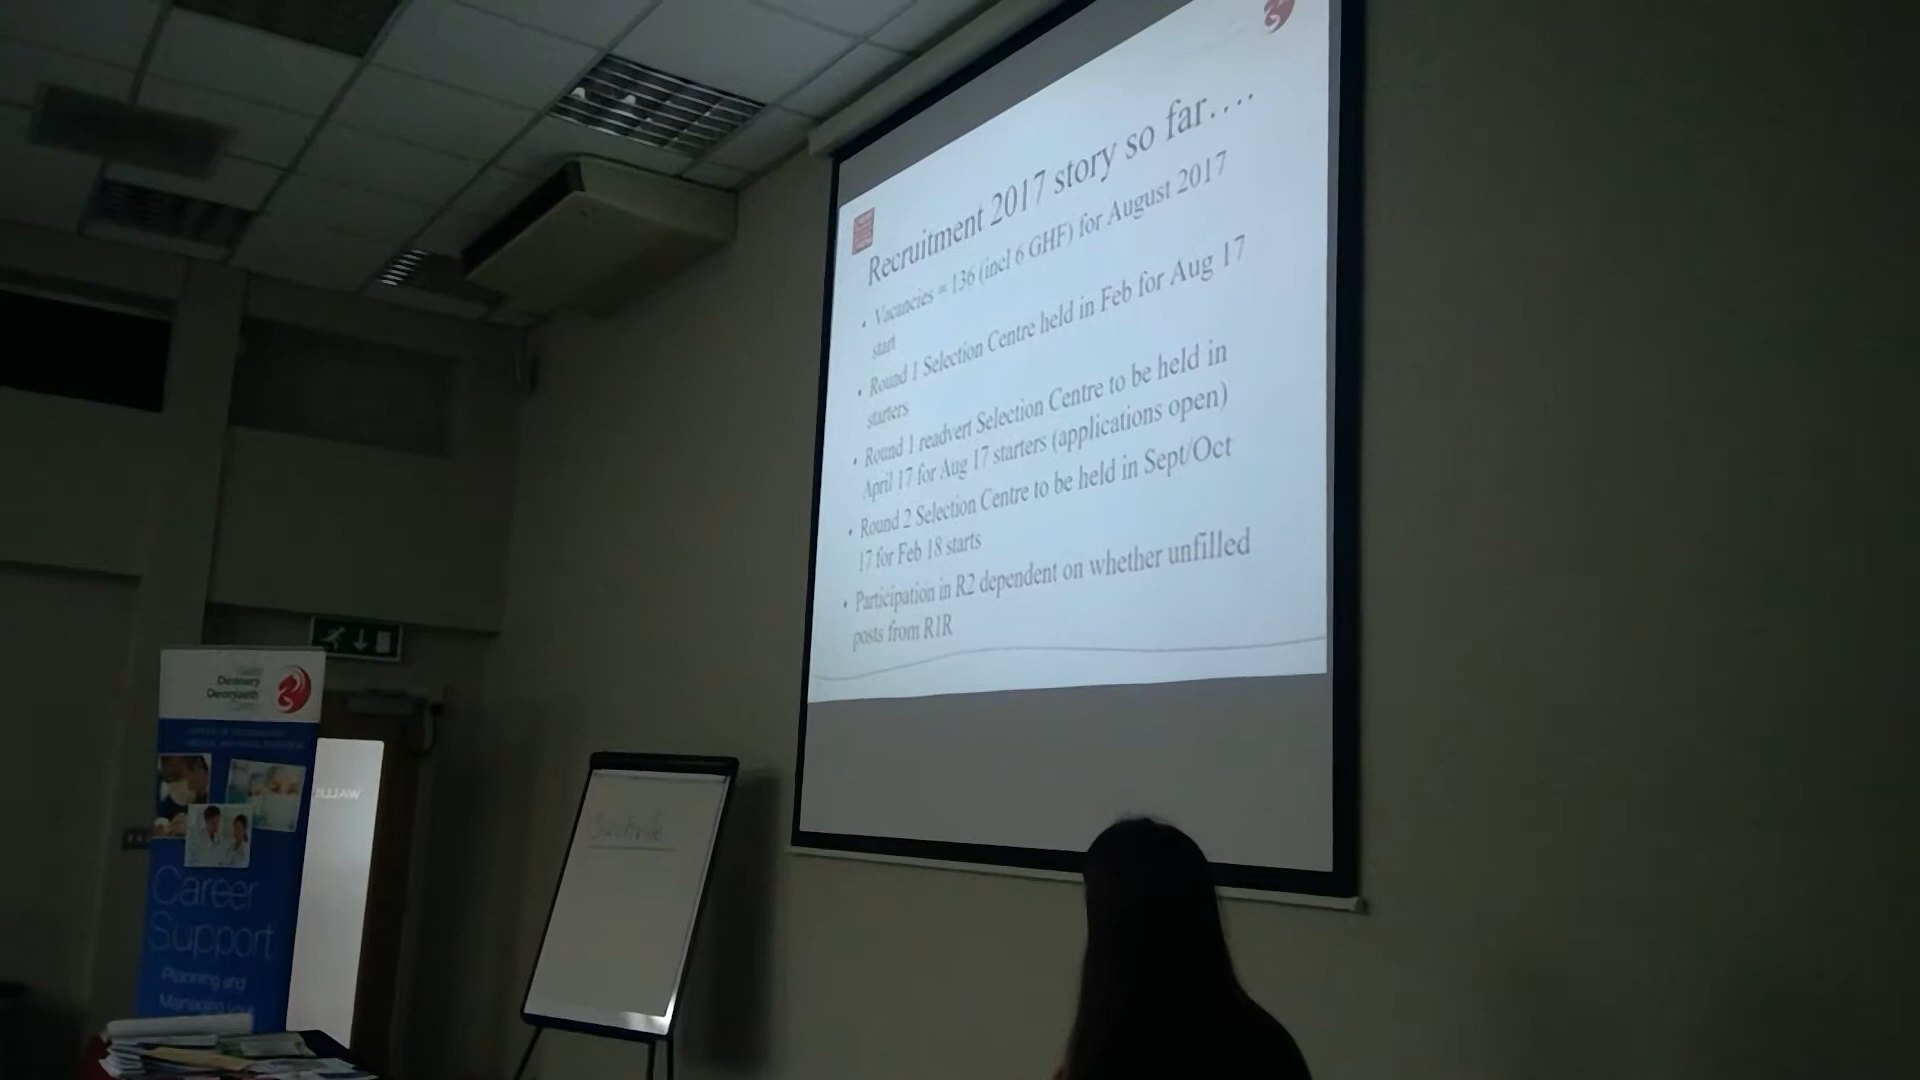 Recruitment 2017 story so far....
• Vacancies = 136 (incl 6 GHF) for August 2017
start
• Round 1 Selection Centre held in Feb for Aug 17
starters
• Round 1 readvert Selection Centre to be held in
April 17 for Aug 17 starters (applications open)
• Round 2 Selection Centre to be held in Sept/Oct
17 for Feb 18 starts
• Participation in R2 dependent on whether unfilled
posts from R1R
Deanery
Deoniaeth
Career
Support
Planning and
Managing